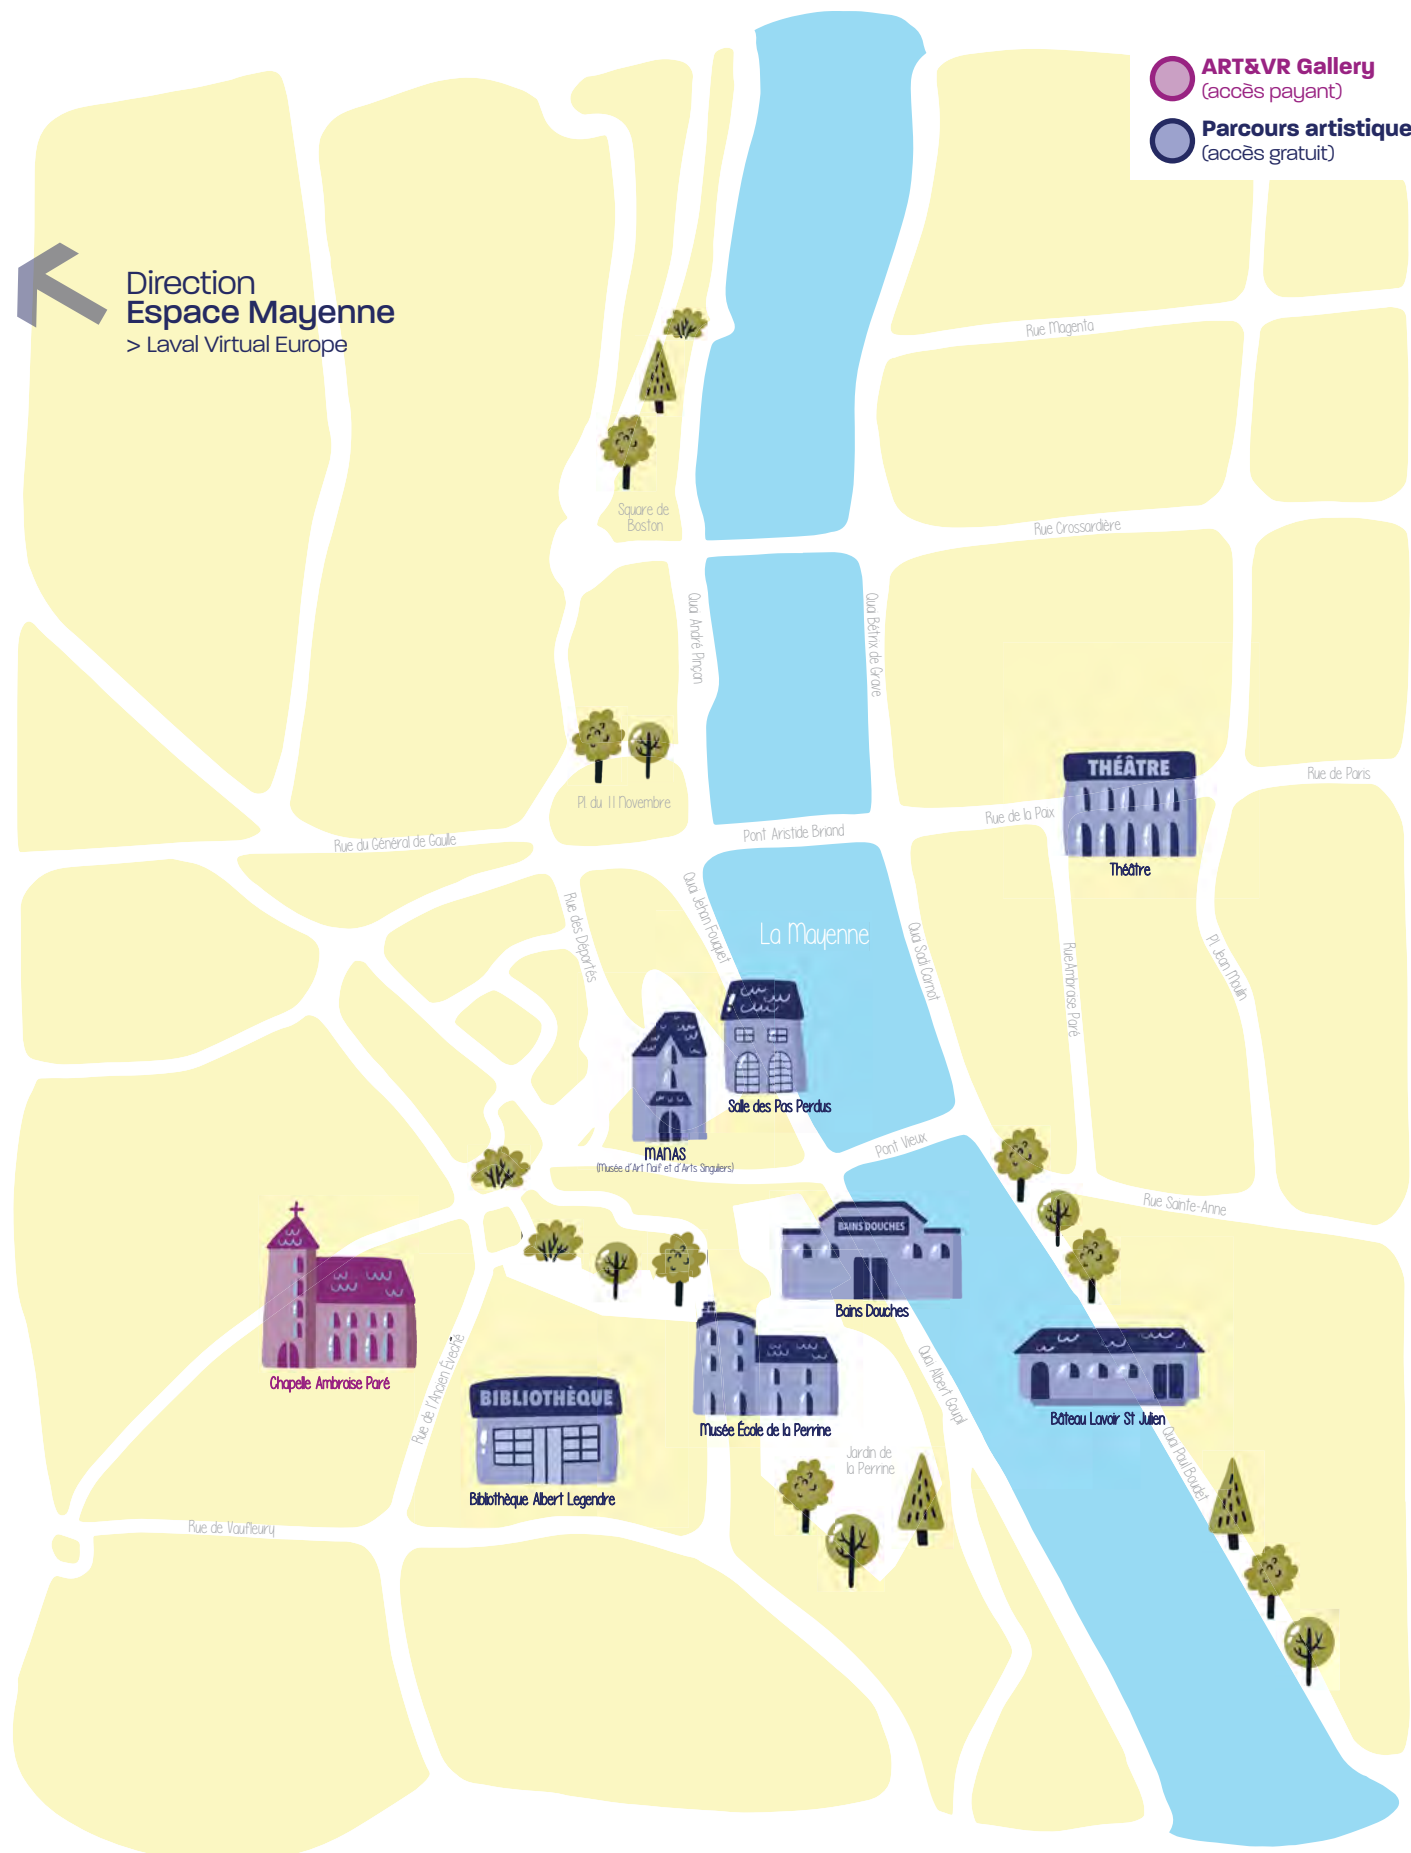 ART&VR Gallery
(accès payant)
Parcours artistique
(accès gratuit)
Direction
Espace Mayenne
> Laval Virtual Europe
Rue Magenta
Square de
Boston
Rue Crossardière
Quai André Pinçon
Quai Bétrix de Grave
THÉÂTRE
Théâtre
Rue de Paris
Pl du 11 Novembre
Rue de la Paix
Pont Aristide Briand
Rue du Général de Gaulle
Quai Jehan Fouquet
Rue des Déportés
La Mayenne
Quai Sadi Carnot
Rue Ambroise Paré
Pl Jean Moulin
Salle des Pas Perdus
MANAS
(Musée d'Art Naïf et d'Arts Singuliers)
Pont Vieux
Rue Sainte-Anne
BAINS DOUCHES
Bains Douches
Chapelle Ambroise Paré
Rue de l'Ancien Évêché
BIBLIOTHÈQUE
Bibliothèque Albert Legendre
Musée École de la Perrine
Quai Albert Goupil
Bâteau Lavoir St Julien
Quai Paul Boudet
Jardin de
la Perrine
Rue de Vaufleury